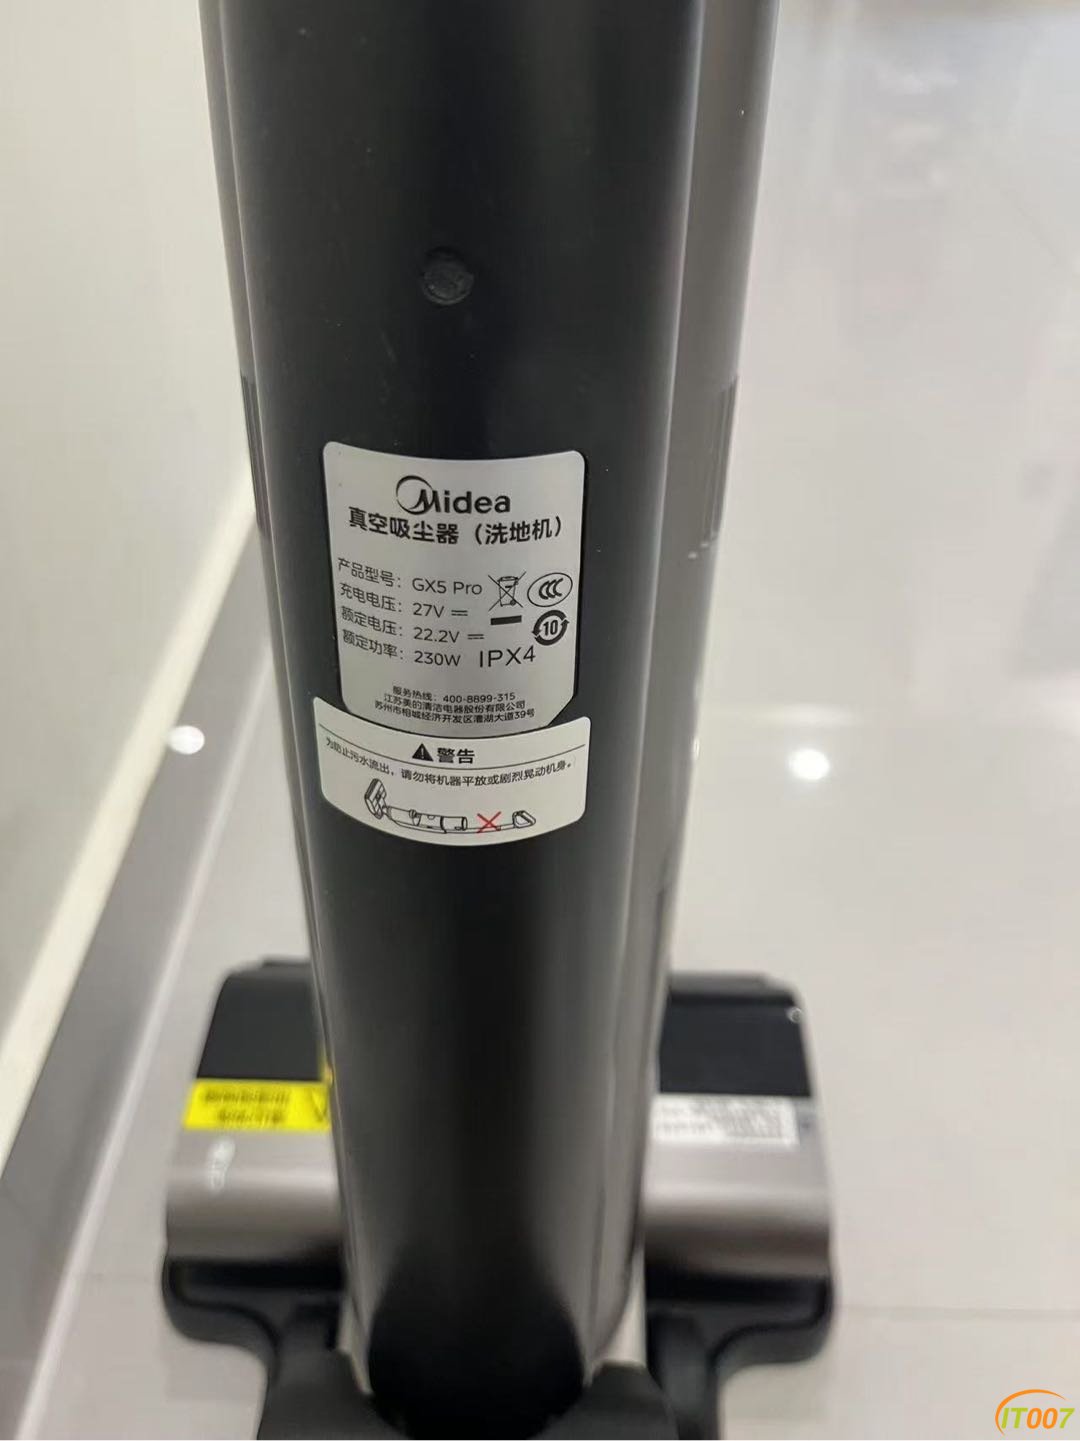 Midea
真空吸尘器（洗地机）
产品型号：GX5 Pro
充电电压：27V
额定电压：22.2V
10
额定功率：230W IPX4
服务热线：400-8899-315
江苏美的清洁电器股份有限公司
苏州市相城经济开发区漕湖大道39号
警告
为防止污水流出，请勿将机器平放或剧烈晃动机身。
IT007